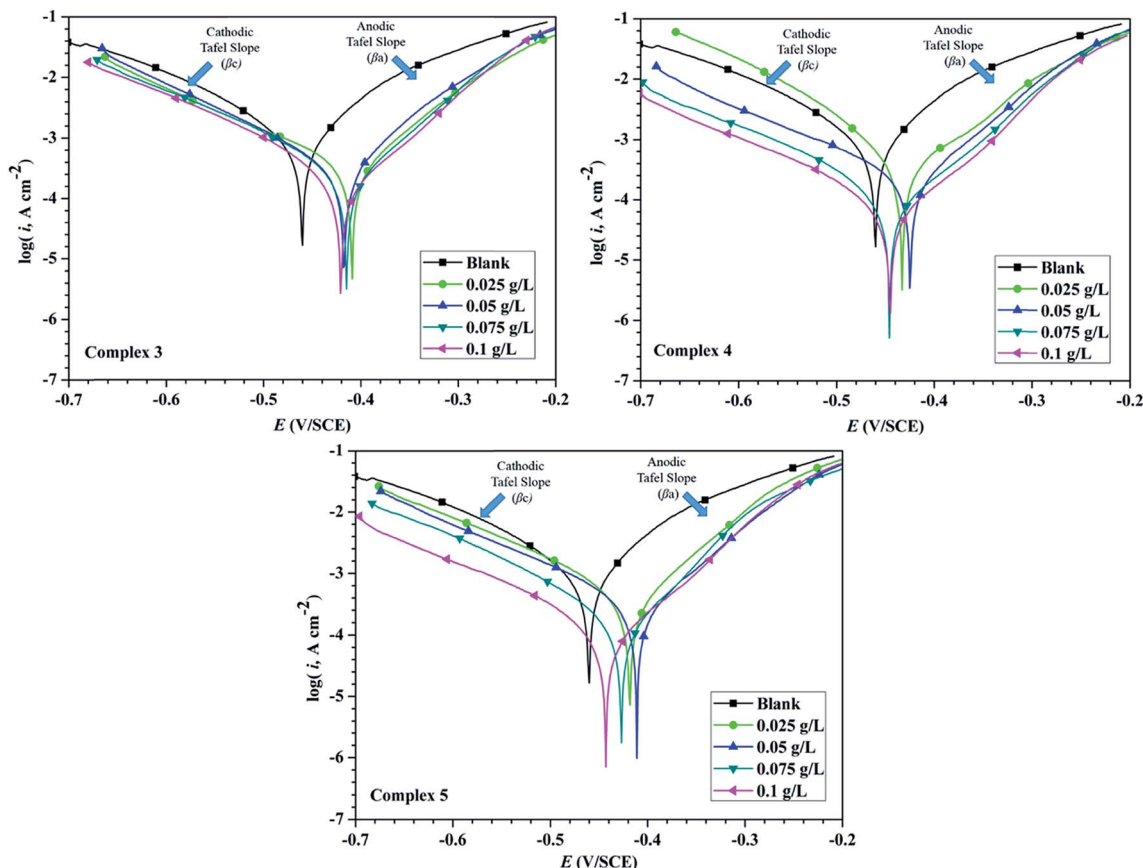 -1
-2
-3
-4
-5
-6
-7
log( i, A cm⁻²)
Cathodic
Tafel Slope
(βc)
Anodic
Tafel Slope
(βa)
Blank
0.025 g/L
0.05 g/L
0.075 g/L
0.1 g/L
Complex 3
-0.7 -0.6 -0.5 -0.4 -0.3 -0.2
E (V/SCE)
-1
-2
-3
-4
-5
-6
-7
log( i, A cm⁻²)
Cathodic
Tafel Slope
(βc)
Anodic
Tafel Slope
(βa)
Blank
0.025 g/L
0.05 g/L
0.075 g/L
0.1 g/L
Complex 4
-0.7 -0.6 -0.5 -0.4 -0.3 -0.2
E (V/SCE)
-1
-2
-3
-4
-5
-6
-7
log( i, A cm⁻²)
Cathodic
Tafel Slope
(βc)
Anodic
Tafel Slope
(βa)
Blank
0.025 g/L
0.05 g/L
0.075 g/L
0.1 g/L
Complex 5
-0.7 -0.6 -0.5 -0.4 -0.3 -0.2
E (V/SCE)